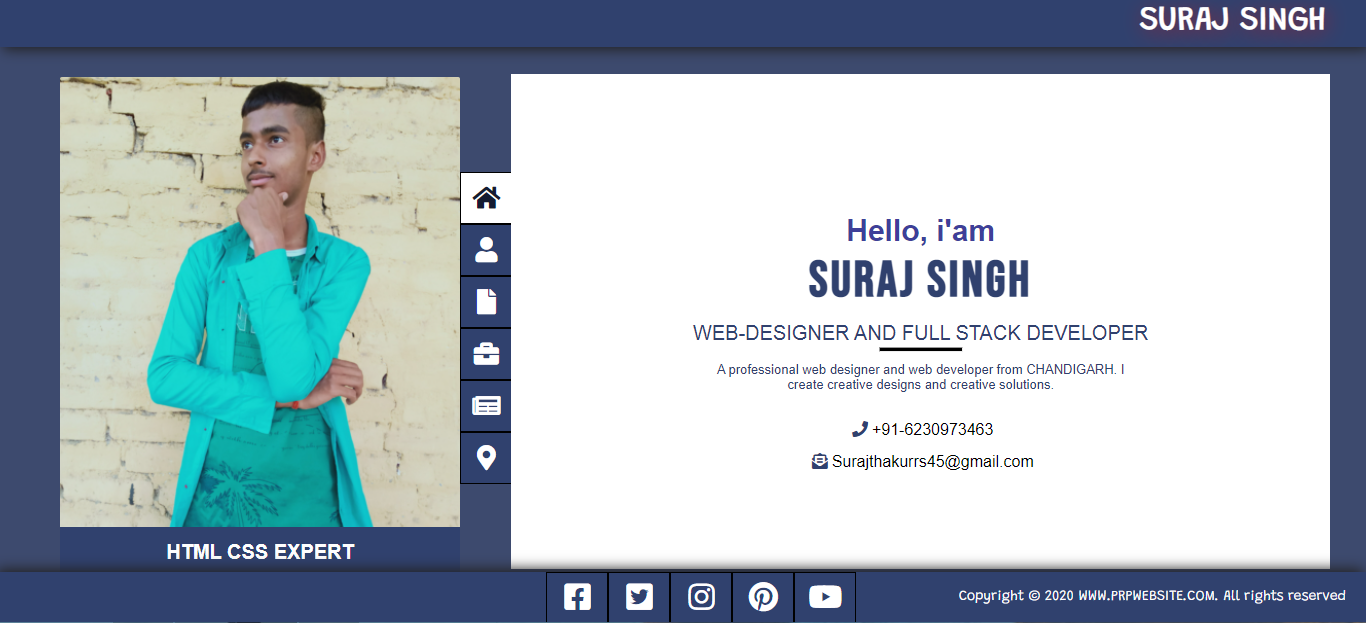 SURAJ SINGH
Hello, i'am
SURAJ SINGH
WEB-DESIGNER AND FULL STACK DEVELOPER
A professional web designer and web developer from CHANDIGARH. I
create creative designs and creative solutions.
+91-6230973463
Surajthakurrs45@gmail.com
HTML CSS EXPERT
Copyright © 2020 WWW.PRPWEBSITE.COM. All rights reserved